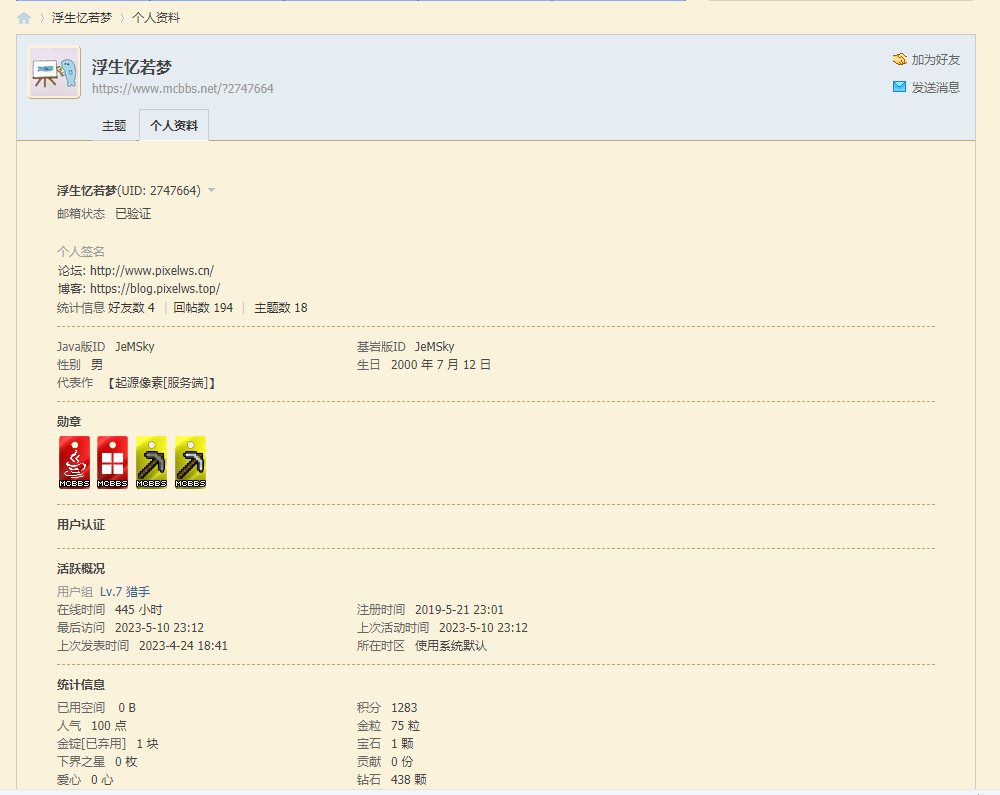 浮生忆若梦 〉 个人资料
浮生忆若梦
https://www.mcbbs.net/?2747664
加为好友
发送消息
主题 个人资料
浮生忆若梦(UID: 2747664)
邮箱状态 已验证
个人签名
论坛: http://www.pixelws.cn/
博客: https://blog.pixelws.top/
统计信息 好友数 4 | 回帖数 194 | 主题数 18
Java版ID JeMSky 基岩版ID JeMSky
性别 男 生日 2000 年 7 月 12 日
代表作 【起源像素[服务端]】
勋章
MCBBS MCBBS MCBBS MCBBS
用户认证
活跃概况
用户组 Lv.7 猎手
在线时间 445 小时 注册时间 2019-5-21 23:01
最后访问 2023-5-10 23:12 上次活动时间 2023-5-10 23:12
上次发表时间 2023-4-24 18:41 所在时区 使用系统默认
统计信息
已用空间 0 B 积分 1283
人气 100 点 金粒 75 粒
金锭[已弃用] 1 块 宝石 1 颗
下界之星 0 枚 贡献 0 份
爱心 0 心 钻石 438 颗